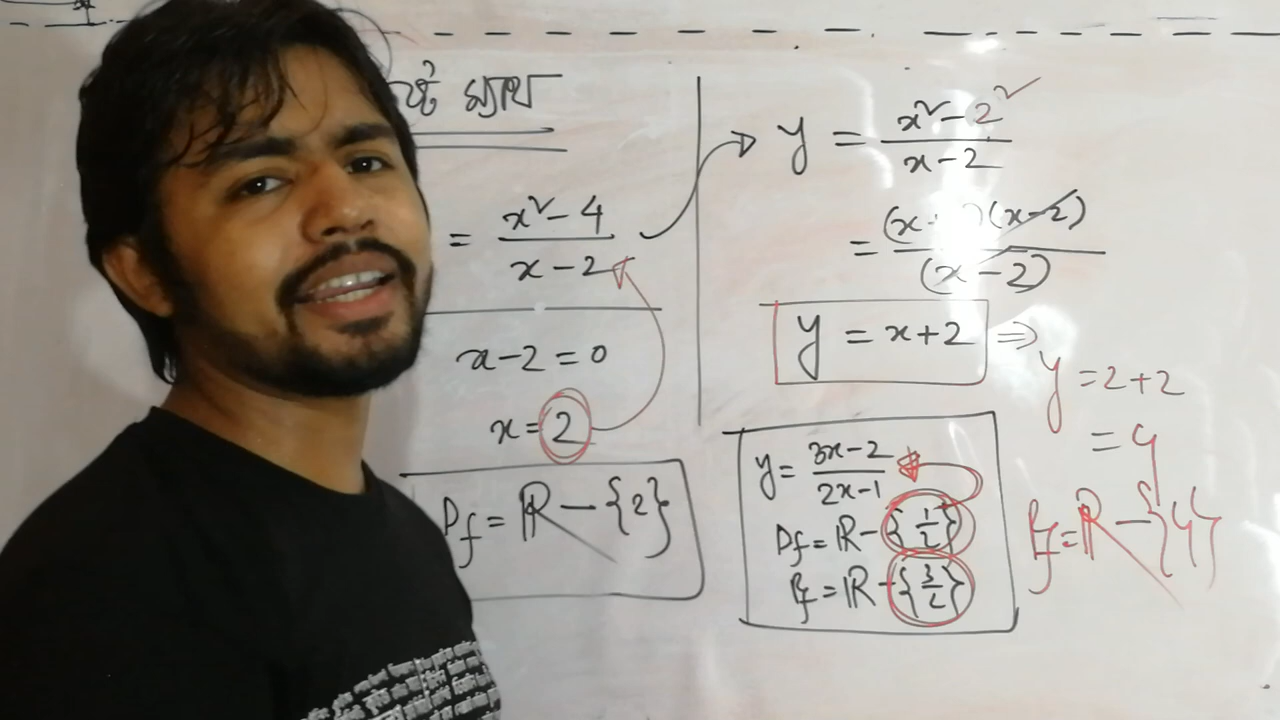 ম্যাথ
= x² - 4 / x - 2
x - 2 = 0
x = 2
Df = ℝ - {2}
y = x² - 2² / x - 2
= (x )(x - 2) / (x - 2)
y = x + 2 ⇒
y = 2 + 2
= 4
y = 3x - 2 / 2x - 1
Df = ℝ - {1/2}
Rf = ℝ - {3/2}
Rf = ℝ - {4}